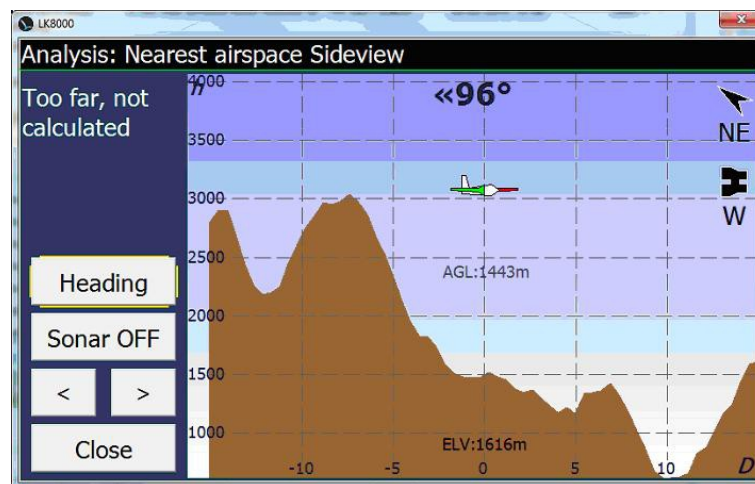 LK8000
Analysis: Nearest airspace Sideview
Too far, not
calculated
Heading
Sonar OFF
< >
Close
h
4000
3500
3000
2500
2000
1500
1000
«96°
NE
W
AGL:1443m
ELV:1616m
-10 -5 0 5 10 D